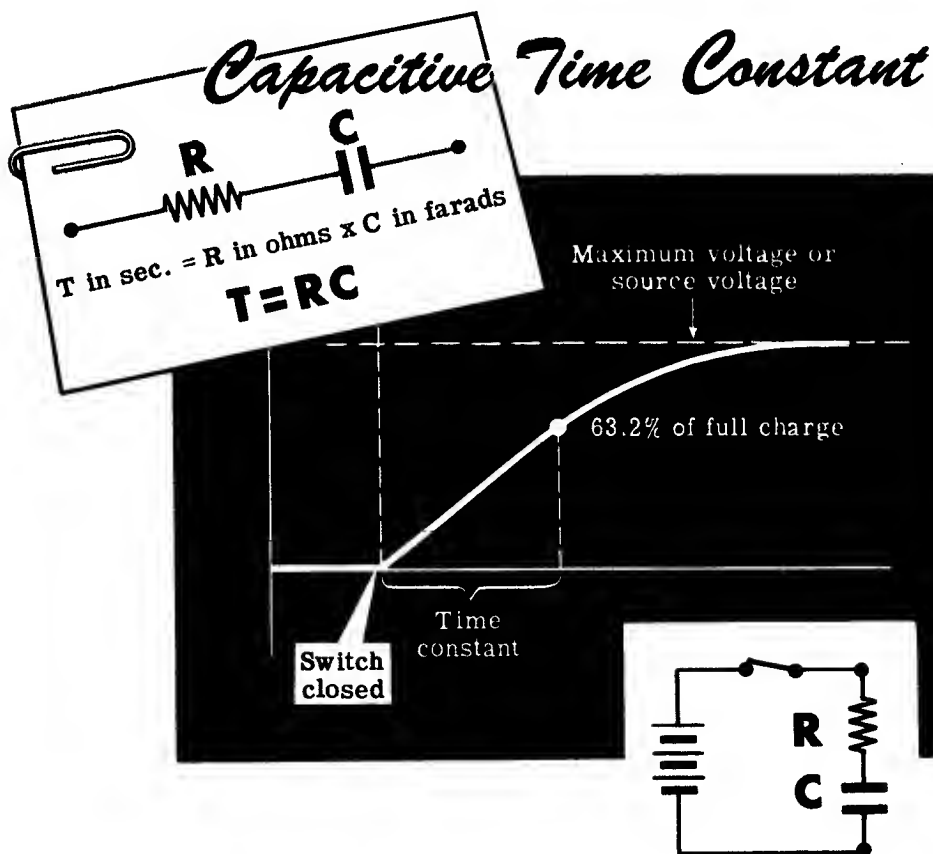 Capacitive Time Constant
R
C
T in sec. = R in ohms x C in farads
T=RC
Maximum voltage or
source voltage
63.2% of full charge
Time
constant
Switch
closed
R
C